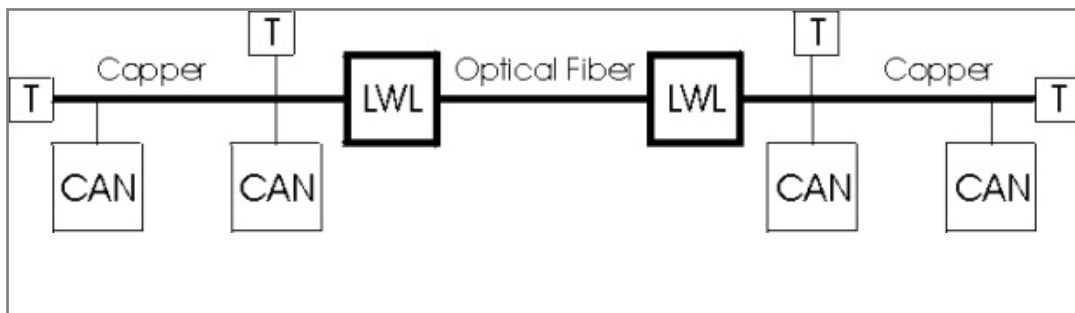 T T
Copper Optical Fiber Copper
T LWL LWL T
CAN CAN CAN CAN